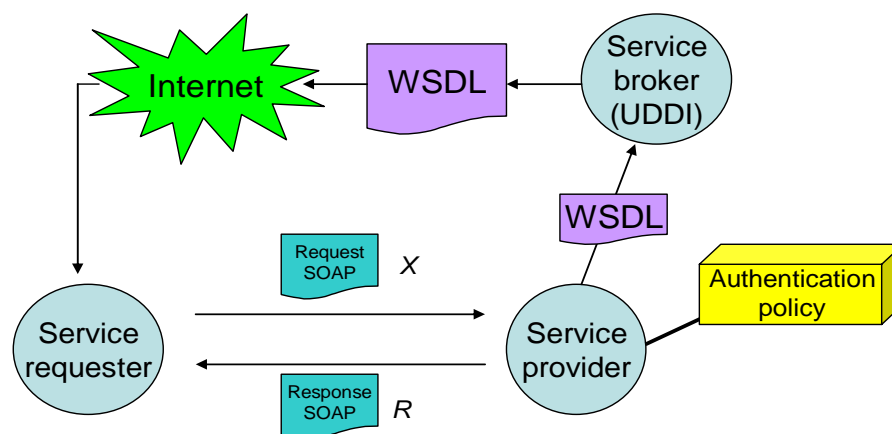 Internet
WSDL
Service
broker
(UDDI)
WSDL
Authentication
policy
Request
SOAP
X
Service
requester
Service
provider
Response
SOAP
R